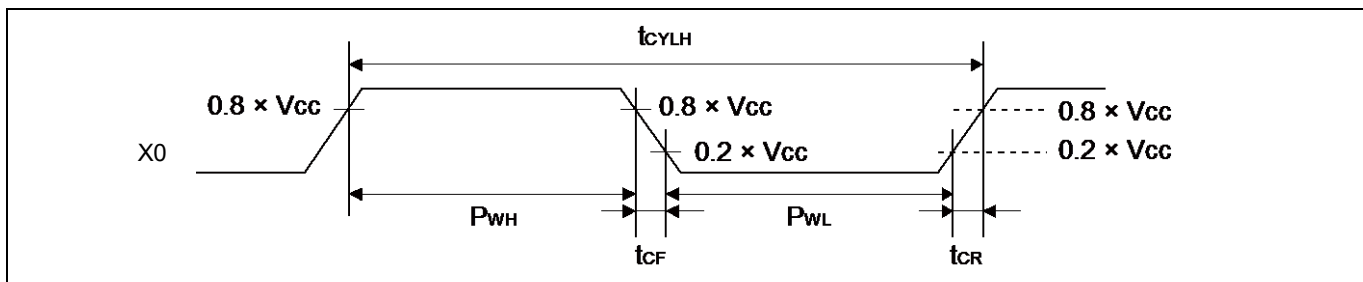 tCYLH
0.8 × VCC
0.8 × VCC
0.8 × VCC
X0
0.2 × VCC
0.2 × VCC
PWH
PWL
tCF
tCR